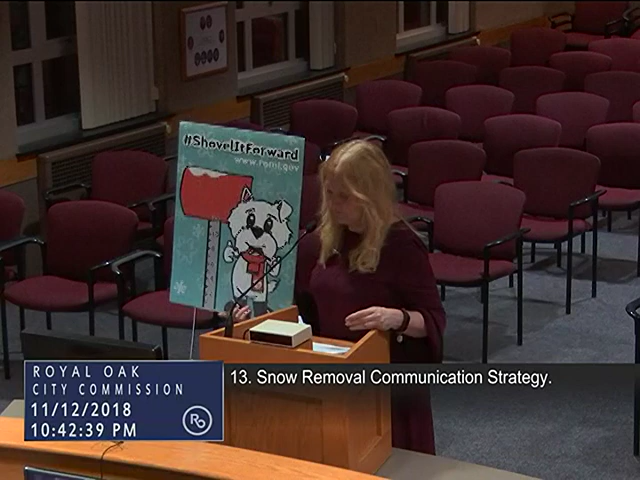 #ShovelItForward
www.romi.gov
ROYAL OAK
CITY COMMISSION
11/12/2018
10:42:39 PM
RO
13. Snow Removal Communication Strategy.